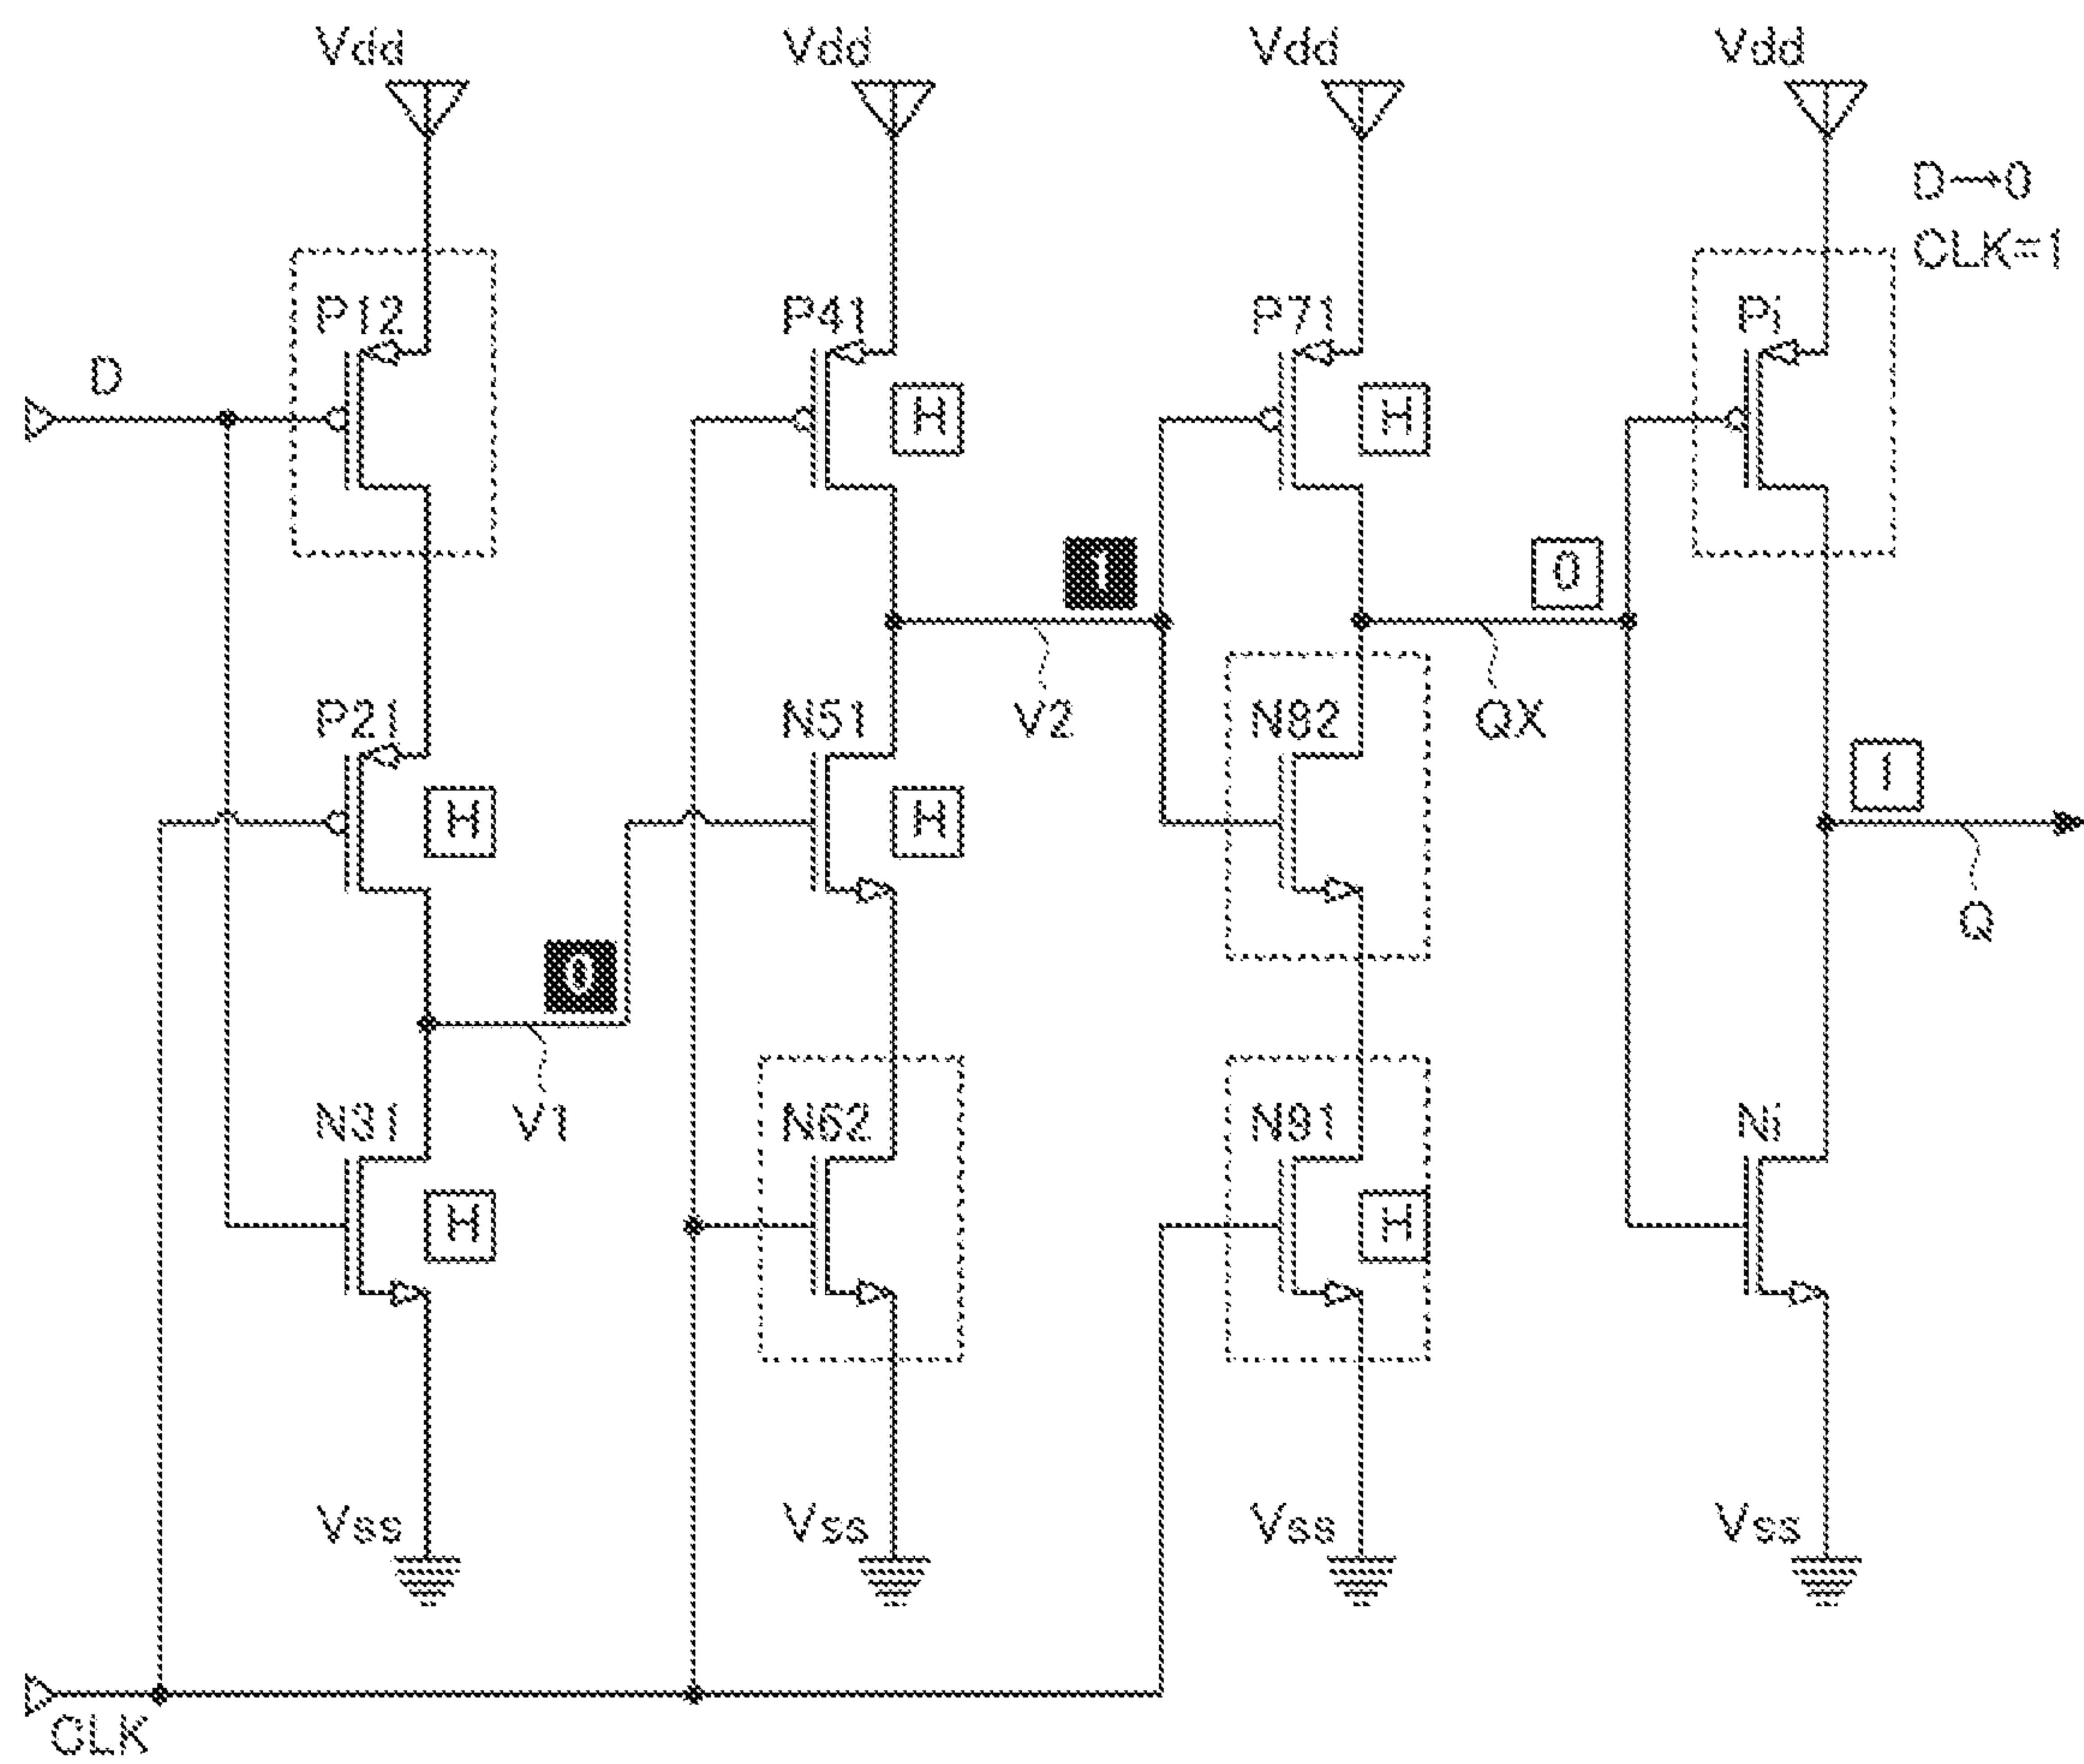 Vdd Vdd Vdd Vdd
D→0
CLK=1
P12 P41 P71 Pi
D
H H
1 0
P21 N51 V2 N82 QX
1
H H
Q
0
N31 V1 N62 N91 Ni
H H
Vss Vss Vss Vss
CLK